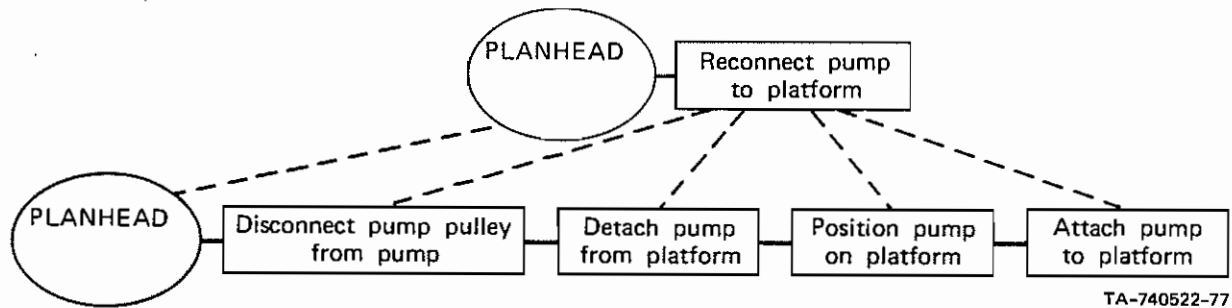 PLANHEAD
Reconnect pump
to platform
PLANHEAD
Disconnect pump pulley
from pump
Detach pump
from platform
Position pump
on platform
Attach pump
to platform
TA-740522-77